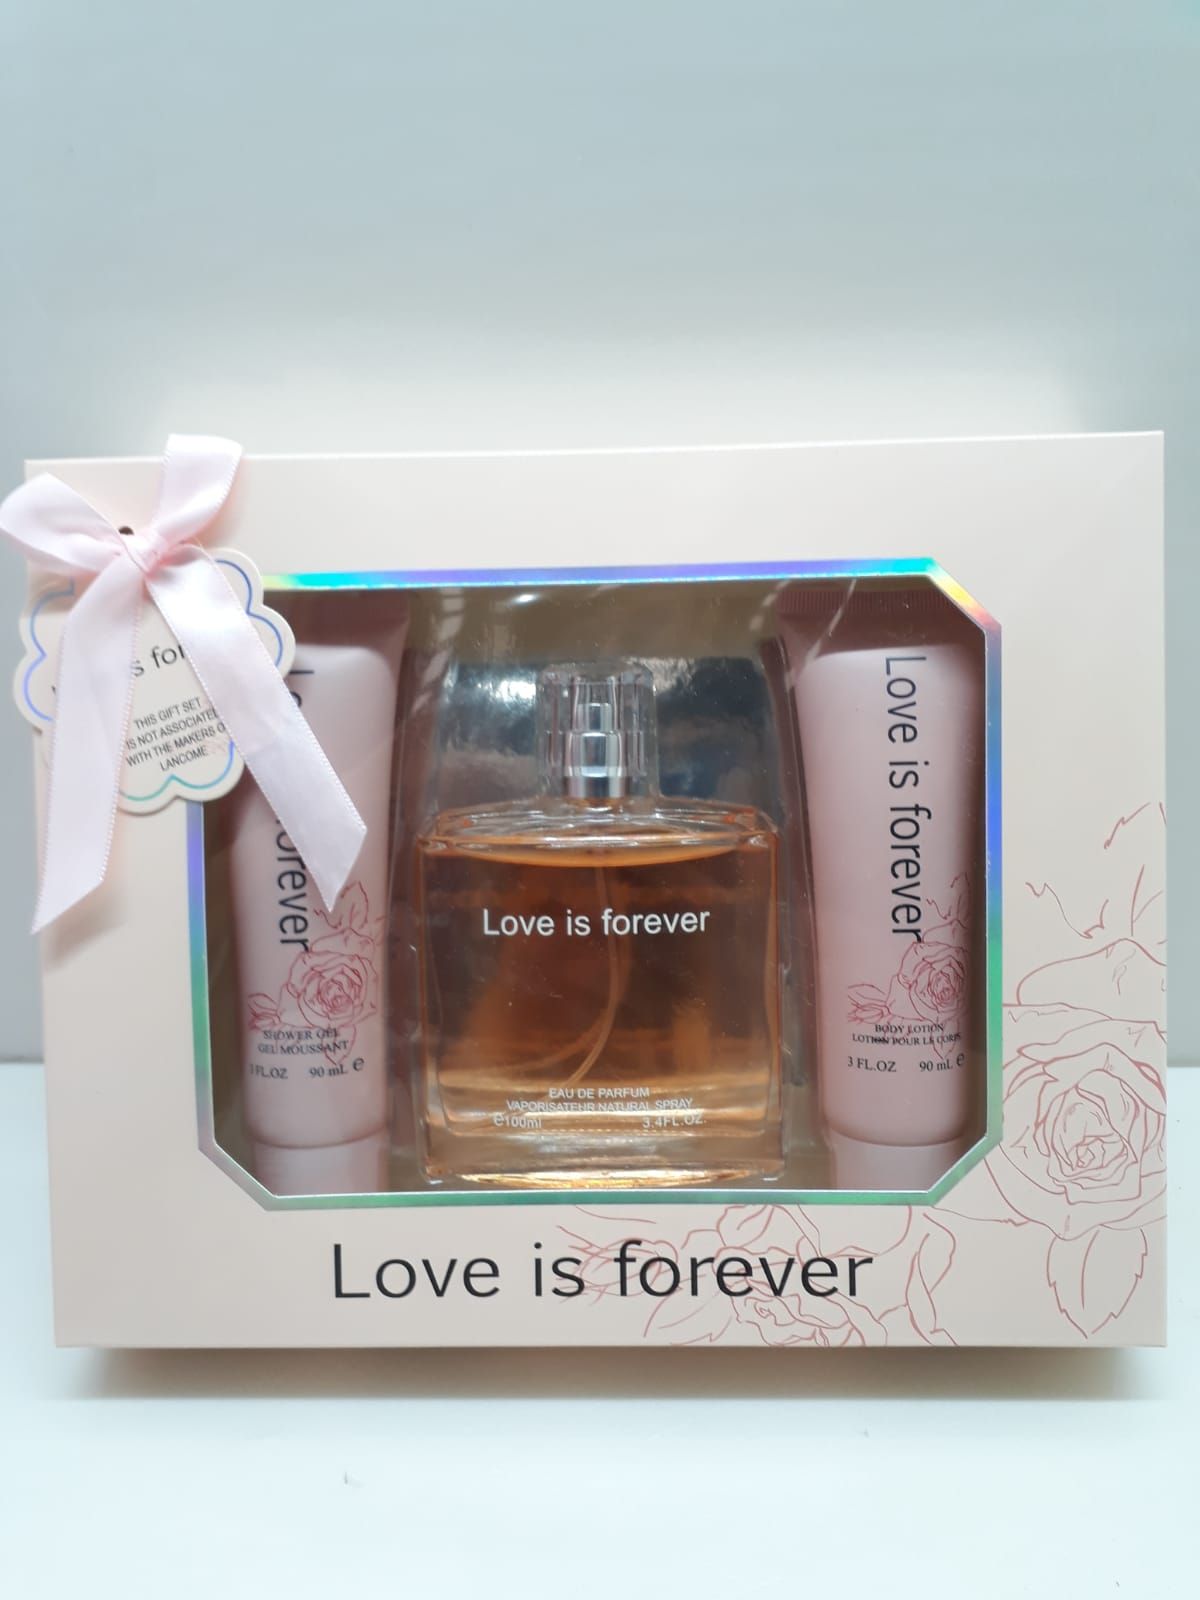 is for
THIS GIFT SET
IS NOT ASSOCIATED
WITH THE MAKERS O
LANCOME
forever
SHOWER GEL
GEL MOUSSANT
3 FL.OZ 90 mL e
Love is forever
EAU DE PARFUM
VAPORISATEUR NATURAL SPRAY
e100ml 3.4FL.OZ.
Love is forever
BODY LOTION
LOTION POUR LE CORPS
3 FL.OZ 90 mL e
Love is forever